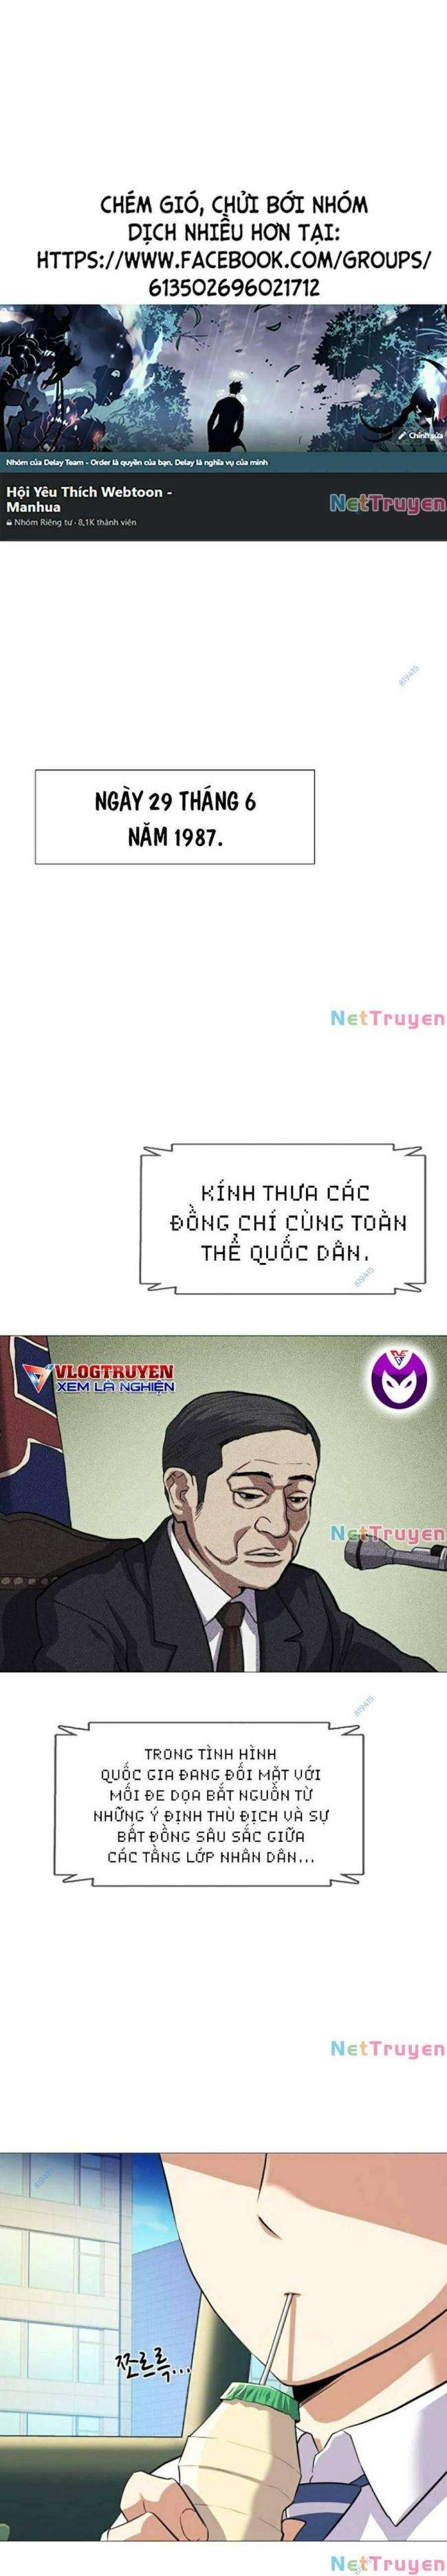 CHÉM GIÓ, CHỬI BỚI NHÓM
DỊCH NHIỀU HƠN TẠI:
HTTPS://WWW.FACEBOOK.COM/GROUPS/
613502696021712
Chỉnh sửa
Nhóm của Delay Team - Order là quyền của bạn, Delay là nghĩa vụ của mình
Hội Yêu Thích Webtoon -
Manhua
Nhóm Riêng tư · 8,1K thành viên
NetTruyen
819415
NGÀY 29 THÁNG 6
NĂM 1987.
NetTruyen
KÍNH THƯA CÁC
ĐỒNG CHÍ CÙNG TOÀN
THỂ QUỐC DÂN.
819415
VLOGTRUYEN
XEM LÀ NGHIỆN
NetTruyen
819415
TRONG TÌNH HÌNH
QUỐC GIA ĐANG ĐỐI MẶT VỚI
MỐI ĐE DỌA BẮT NGUỒN TỪ
NHỮNG Ý ĐỊNH THÙ ĐỊCH VÀ SỰ
BẤT ĐỒNG SÂU SẮC GIỮA
CÁC TẦNG LỚP NHÂN DÂN...
NetTruyen
819415
쪼르륵...
NetTruyen